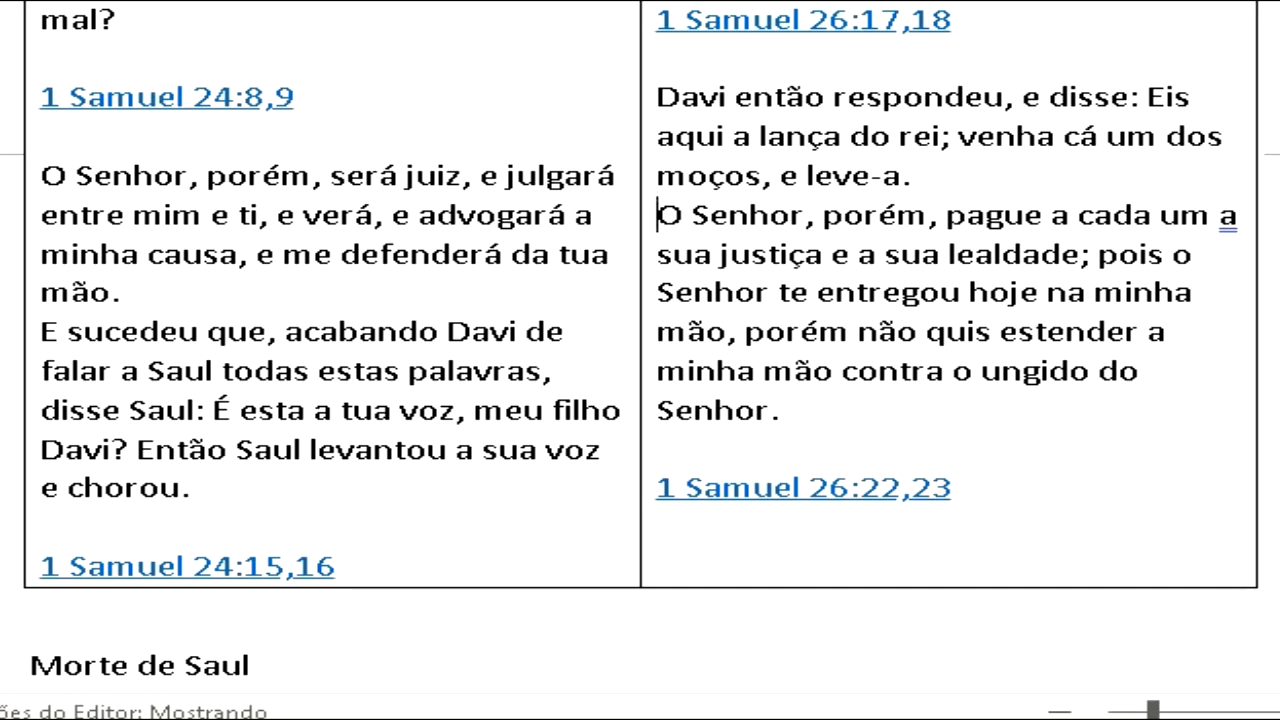 mal?
1 Samuel 24:8,9
O Senhor, porém, será juiz, e julgará
entre mim e ti, e verá, e advogará a
minha causa, e me defenderá da tua
mão.
E sucedeu que, acabando Davi de
falar a Saul todas estas palavras,
disse Saul: É esta a tua voz, meu filho
Davi? Então Saul levantou a sua voz
e chorou.
1 Samuel 24:15,16
1 Samuel 26:17,18
Davi então respondeu, e disse: Eis
aqui a lança do rei; venha cá um dos
moços, e leve-a.
O Senhor, porém, pague a cada um a
sua justiça e a sua lealdade; pois o
Senhor te entregou hoje na minha
mão, porém não quis estender a
minha mão contra o ungido do
Senhor.
1 Samuel 26:22,23
Morte de Saul
ões do Editor: Mostrando